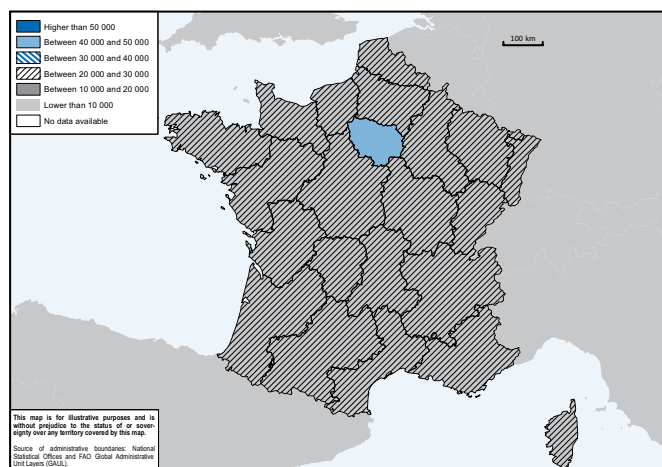 Higher than 50 000
Between 40 000 and 50 000
Between 30 000 and 40 000
Between 20 000 and 30 000
Between 10 000 and 20 000
Lower than 10 000
No data available
100 km
This map is for illustrative purposes and is
without prejudice to the status of or sover-
eignty over any territory covered by this map.
Source of administrative boundaries: National
Statistical Offices and FAO Global Administrative
Unit Layers (GAUL).